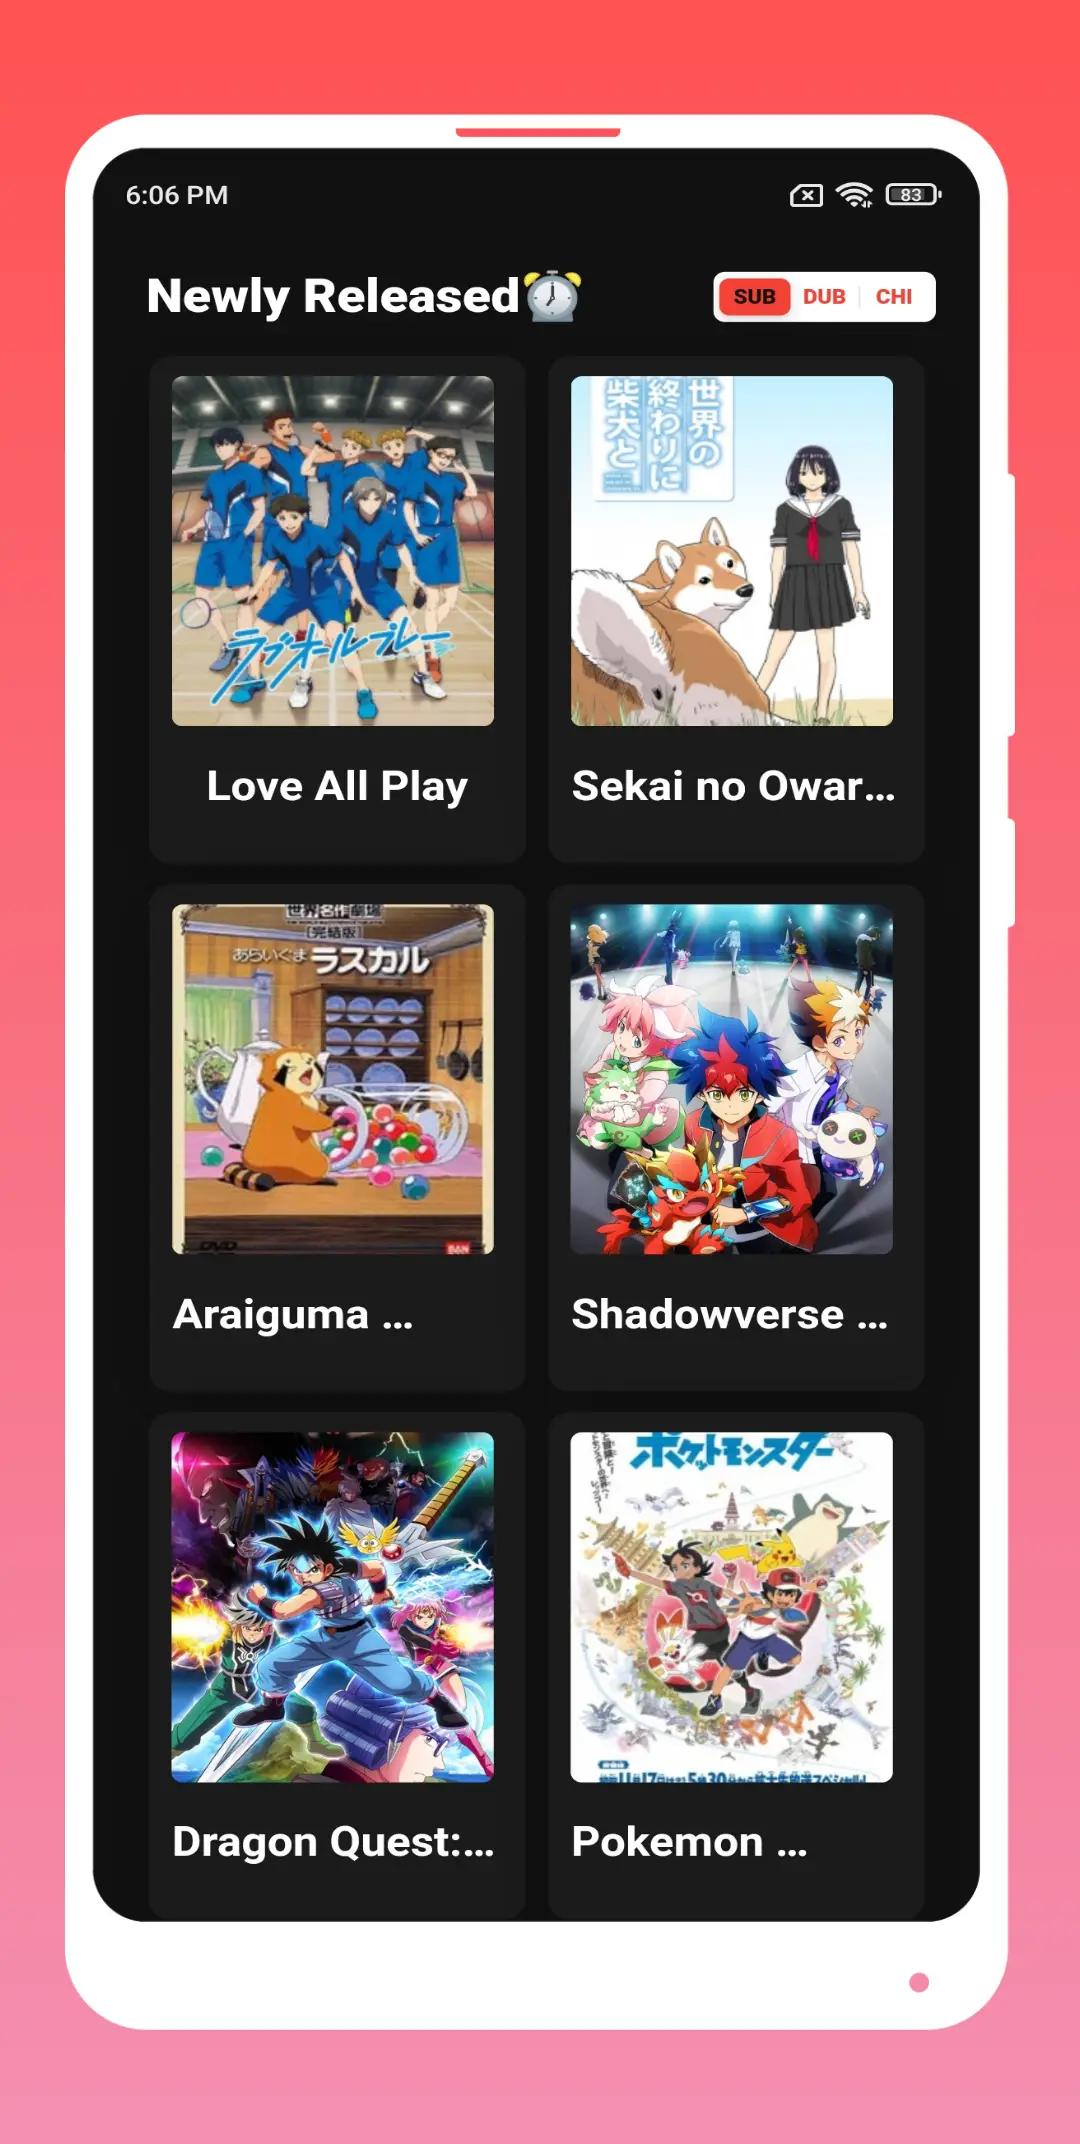 6:06 PM
83
Newly Released
SUB DUB CHI
世界の
終わりに
柴犬と
ラブオールプレー
Love All Play
Sekai no Owar...
世界名作劇場
[完結版]
あらいぐま ラスカル
DVD
BAN
Araiguma ...
Shadowverse ...
ポケットモンスター
Dragon Quest:...
Pokemon ...